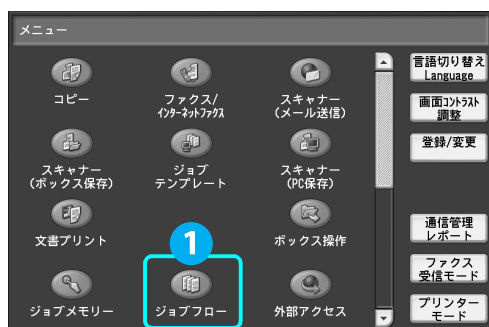 メニュー
コピー
ファクス/
インターネットファクス
スキャナー
(メール送信)
スキャナー
(ボックス保存)
ジョブ
テンプレート
スキャナー
(PC保存)
文書プリント
1
ボックス操作
ジョブメモリー
ジョブフロー
外部アクセス
言語切り替え
Language
画面コントラスト
調整
登録/変更
通信管理
レポート
ファクス
受信モード
プリンター
モード